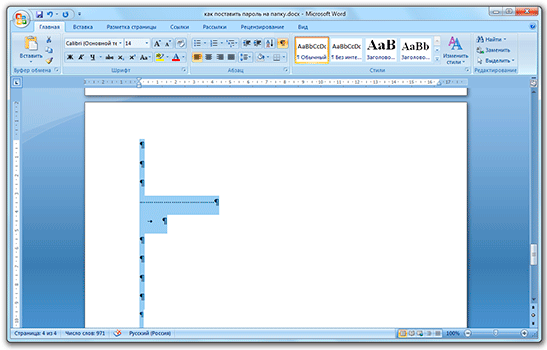 как поставить пароль на папку.docx - Microsoft Word
Главная Вставка Разметка страницы Ссылки Рассылки Рецензирование Вид
Calibri (Основной те 14
AaBbCcDc AaBbCcDc AaB AaBb
Вставить
¶ Обычный ¶ Без инте... Заголово... Заголово... Изменить стили
Найти
Заменить
Выделить
Буфер обмена Шрифт Абзац Стили Редактирование
Страница: 4 из 4 Число слов: 971 Русский (Россия) 100%